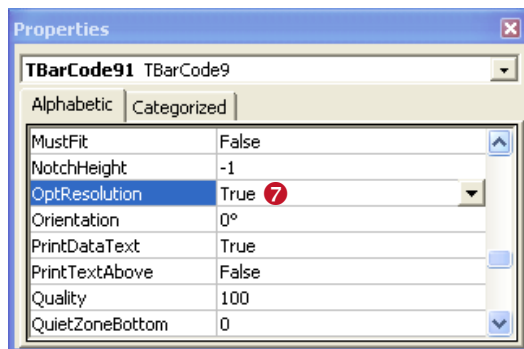 Properties
TBarCode91 TBarCode9
Alphabetic Categorized
MustFit False
NotchHeight -1
OptResolution True 7
Orientation 0°
PrintDataText True
PrintTextAbove False
Quality 100
QuietZoneBottom 0